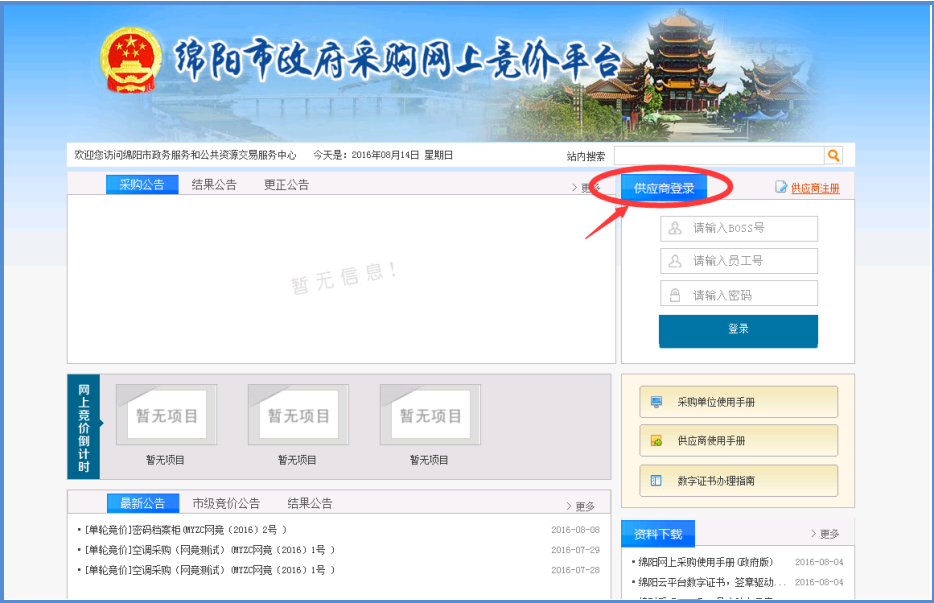 绵阳市政府采购网上竞价平台
欢迎您访问绵阳市政务服务和公共资源交易服务中心 今天是：2016年08月14日 星期日 站内搜索
采购公告 结果公告 更正公告 > 更多
供应商登录 供应商注册
暂无信息！
请输入BOSS号
请输入员工号
请输入密码
登录
网上竞价倒计时
暂无项目 暂无项目 暂无项目
暂无项目 暂无项目 暂无项目
采购单位使用手册
供应商使用手册
数字证书办理指南
最新公告 市级竞价公告 结果公告 > 更多
[单轮竞价]密码档案柜(MYZC网竞（2016）2号 ) 2016-08-08
[单轮竞价]空调采购（网竞测试）(MYZC网竞（2016）1号 ) 2016-07-29
[单轮竞价]空调采购（网竞测试）(MYZC网竞（2016）1号 ) 2016-07-28
资料下载 > 更多
绵阳网上采购使用手册(政府版) 2016-08-04
绵阳云平台数字证书，签章驱动... 2016-08-04